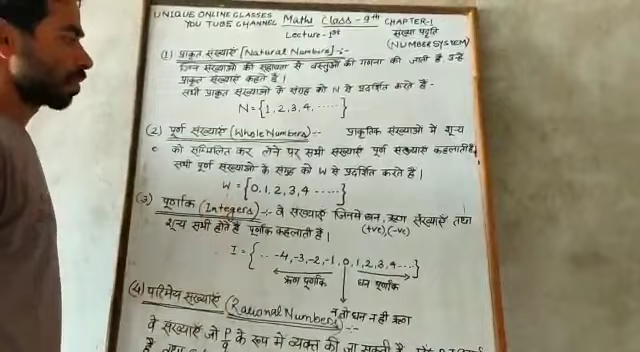 UNIQUE ONLINE CLASSES
YOU TUBE CHANNEL
Maths Class - 9th
Lecture - 1st
CHAPTER-1
संख्या पद्धति
(NUMBER SYSTEM)
(1) प्राकृत संख्याएँ [Natural Numbers] :-
जिन संख्याओं की सहायता से वस्तुओं की गणना की जाती है उन्हें
प्राकृत संख्याएँ कहते हैं।
सभी प्राकृत संख्याओं के संग्रह को N से प्रदर्शित करते हैं -
N = {1, 2, 3, 4, .....}
(2) पूर्ण संख्याएँ (Whole Numbers) :- प्राकृतिक संख्याओं में शून्य
० को सम्मिलित कर लेने पर सभी संख्याएँ पूर्ण संख्याएं कहलाती हैं,
सभी पूर्ण संख्याओं के समूह को W से प्रदर्शित करते हैं।
W = {0, 1, 2, 3, 4 .....}
(3) पूर्णांक (Integers) :- वे संख्याएँ जिनमें धन, ऋण संख्याएँ तथा
(+ve), (-ve)
शून्य सभी होते हैं पूर्णांक कहलाती हैं।
I = {.. -4, -3, -2, -1, 0, 1, 2, 3, 4 ...}
ऋण पूर्णांक धन पूर्णांक
न तो धन न ही ऋण
(4) परिमेय संख्याएँ (Rational Numbers) :-
वे संख्याएँ जो P/q के रूप में व्यक्त की जा सकती हैं